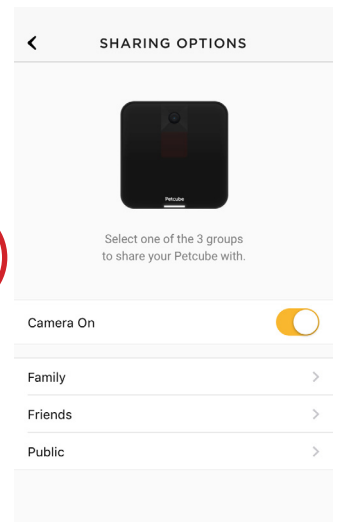 SHARING OPTIONS
Petcube
Select one of the 3 groups
to share your Petcube with.
Camera On
Family
Friends
Public